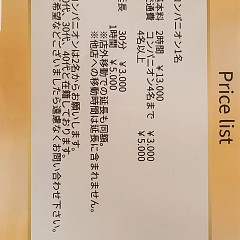 Price list
コンパニオン1名
本料 2時間 ￥13,000
交通費 コンパニオン4名まで ￥3,000
4名以上 ￥5,000
延長 30分 ￥3,000
1時間 ￥5,000
※店外移動での延長も同額。
※他店への移動時間は延長に含まれません。
コンパニオンは2名からお願いします。
代、30代、40代と在籍しております。
希望などございましたら遠慮なくお問い合わせ下さい。